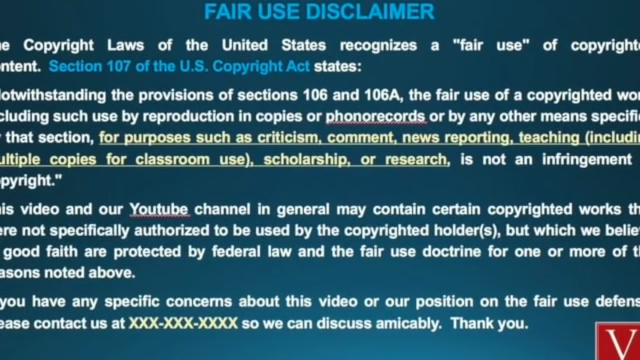 FAIR USE DISCLAIMER
he Copyright Laws of the United States recognizes a "fair use" of copyrighte
ontent. Section 107 of the U.S. Copyright Act states:
Notwithstanding the provisions of sections 106 and 106A, the fair use of a copyrighted wor
cluding such use by reproduction in copies or phonorecords or by any other means specifie
y that section, for purposes such as criticism, comment, news reporting, teaching (includin
ultiple copies for classroom use), scholarship, or research, is not an infringement
opyright."
his video and our Youtube channel in general may contain certain copyrighted works th
ere not specifically authorized to be used by the copyrighted holder(s), but which we believ
good faith are protected by federal law and the fair use doctrine for one or more of th
easons noted above.
you have any specific concerns about this video or our position on the fair use defens
ease contact us at XXX-XXX-XXXX so we can discuss amicably. Thank you.
V